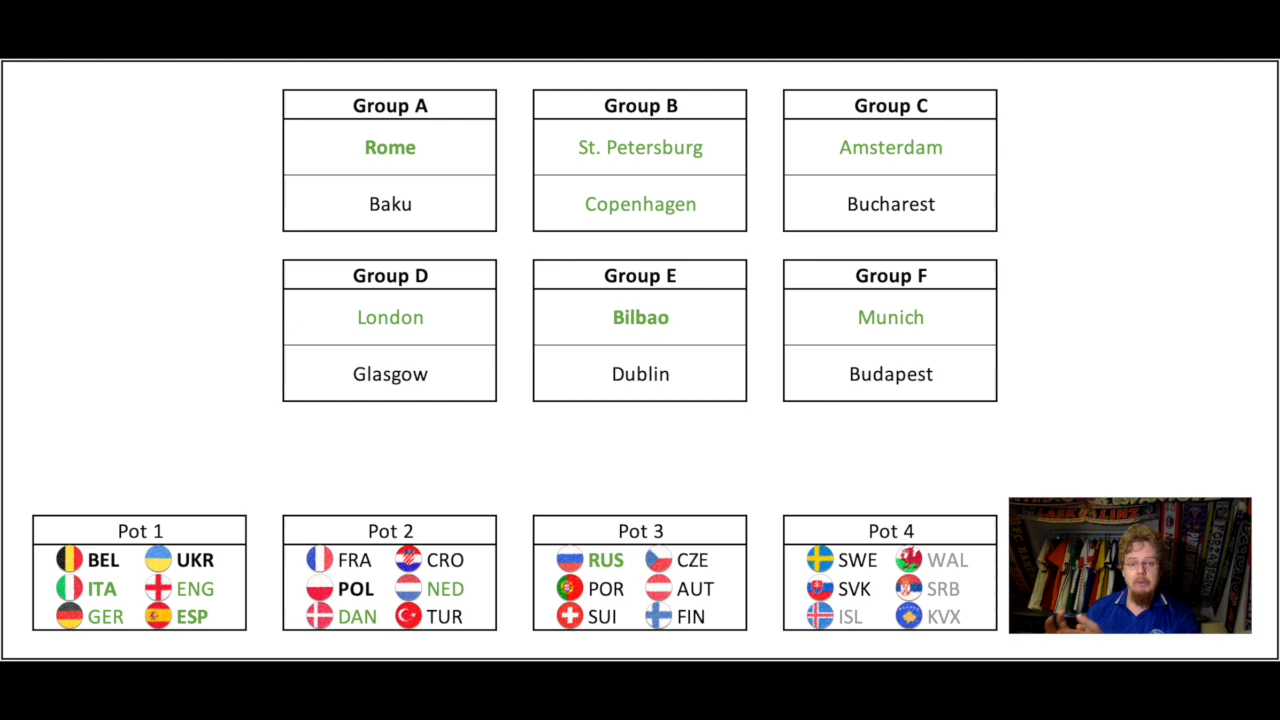 Group A
Rome
Baku
Group B
St. Petersburg
Copenhagen
Group C
Amsterdam
Bucharest
Group D
London
Glasgow
Group E
Bilbao
Dublin
Group F
Munich
Budapest
Pot 1
BEL UKR
ITA ENG
GER ESP
Pot 2
FRA CRO
POL NED
DAN TUR
Pot 3
RUS CZE
POR AUT
SUI FIN
Pot 4
SWE WAL
SVK SRB
ISL KVX
LASK LINZ